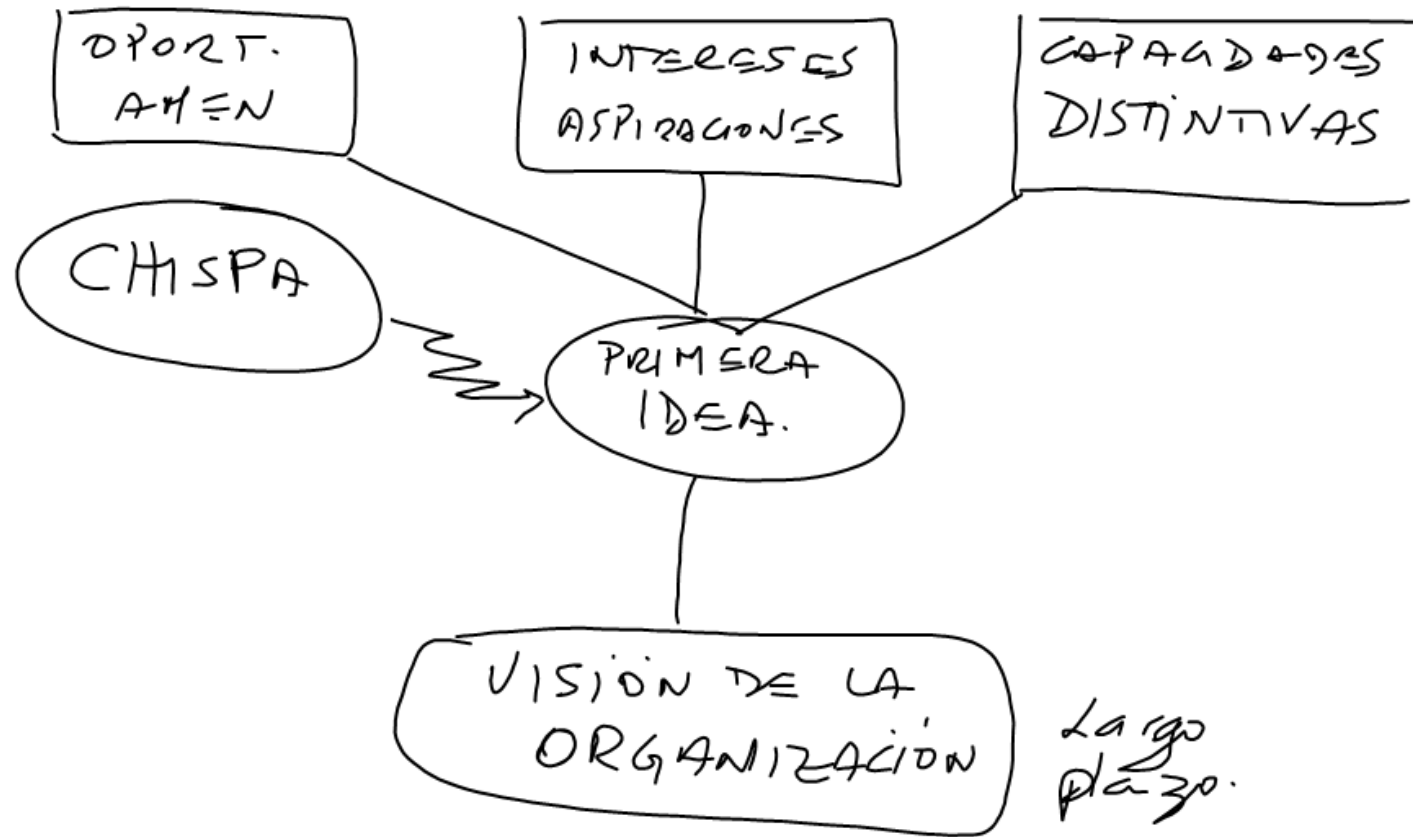 OPORT.
AMEN
INTERESES
ASPIRACIONES
CAPACIDADES
DISTINTIVAS
CHISPA
PRIMERA
IDEA.
VISIÓN DE LA
ORGANIZACIÓN
Largo
plazo.